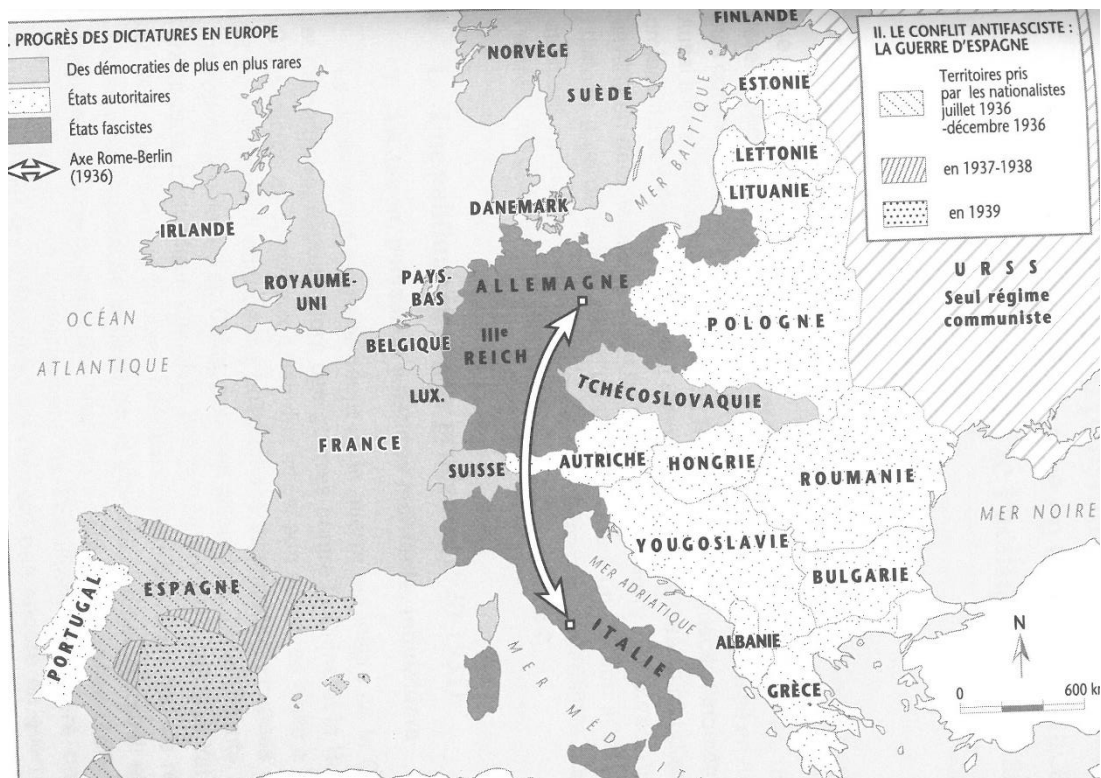 . PROGRÈS DES DICTATURES EN EUROPE
Des démocraties de plus en plus rares
États autoritaires
États fascistes
Axe Rome-Berlin
(1936)
II. LE CONFLIT ANTIFASCISTE :
LA GUERRE D'ESPAGNE
Territoires pris
par les nationalistes
juillet 1936
-décembre 1936
en 1937-1938
en 1939
FINLANDE
NORVÈGE
SUÈDE
ESTONIE
MER BALTIQUE
LETTONIE
LITUANIE
DANEMARK
IRLANDE
ROYAUME-
UNI
PAYS-
BAS
ALLEMAGNE
IIIe
REICH
BELGIQUE
LUX.
POLOGNE
URSS
Seul régime
communiste
OCÉAN
ATLANTIQUE
TCHÉCOSLOVAQUIE
FRANCE
SUISSE
AUTRICHE
HONGRIE
ROUMANIE
MER NOIRE
YOUGOSLAVIE
BULGARIE
MER ADRIATIQUE
ESPAGNE
PORTUGAL
ITALIE
ALBANIE
GRÈCE
MER MÉD
N
0 600 km